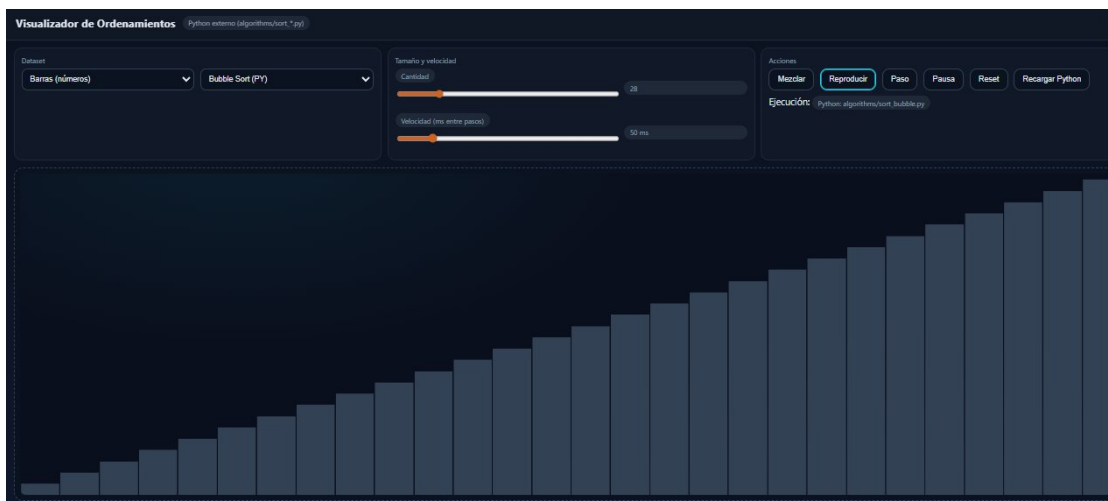 Visualizador de Ordenamientos Python externo (algorithms/sort_*.py)
Dataset
Barras (números) Bubble Sort (PY)
Tamaño y velocidad
Cantidad
28
Velocidad (ms entre pasos)
50 ms
Acciones
Mezclar Reproducir Paso Pausa Reset Recargar Python
Ejecución: Python: algorithms/sort_bubble.py